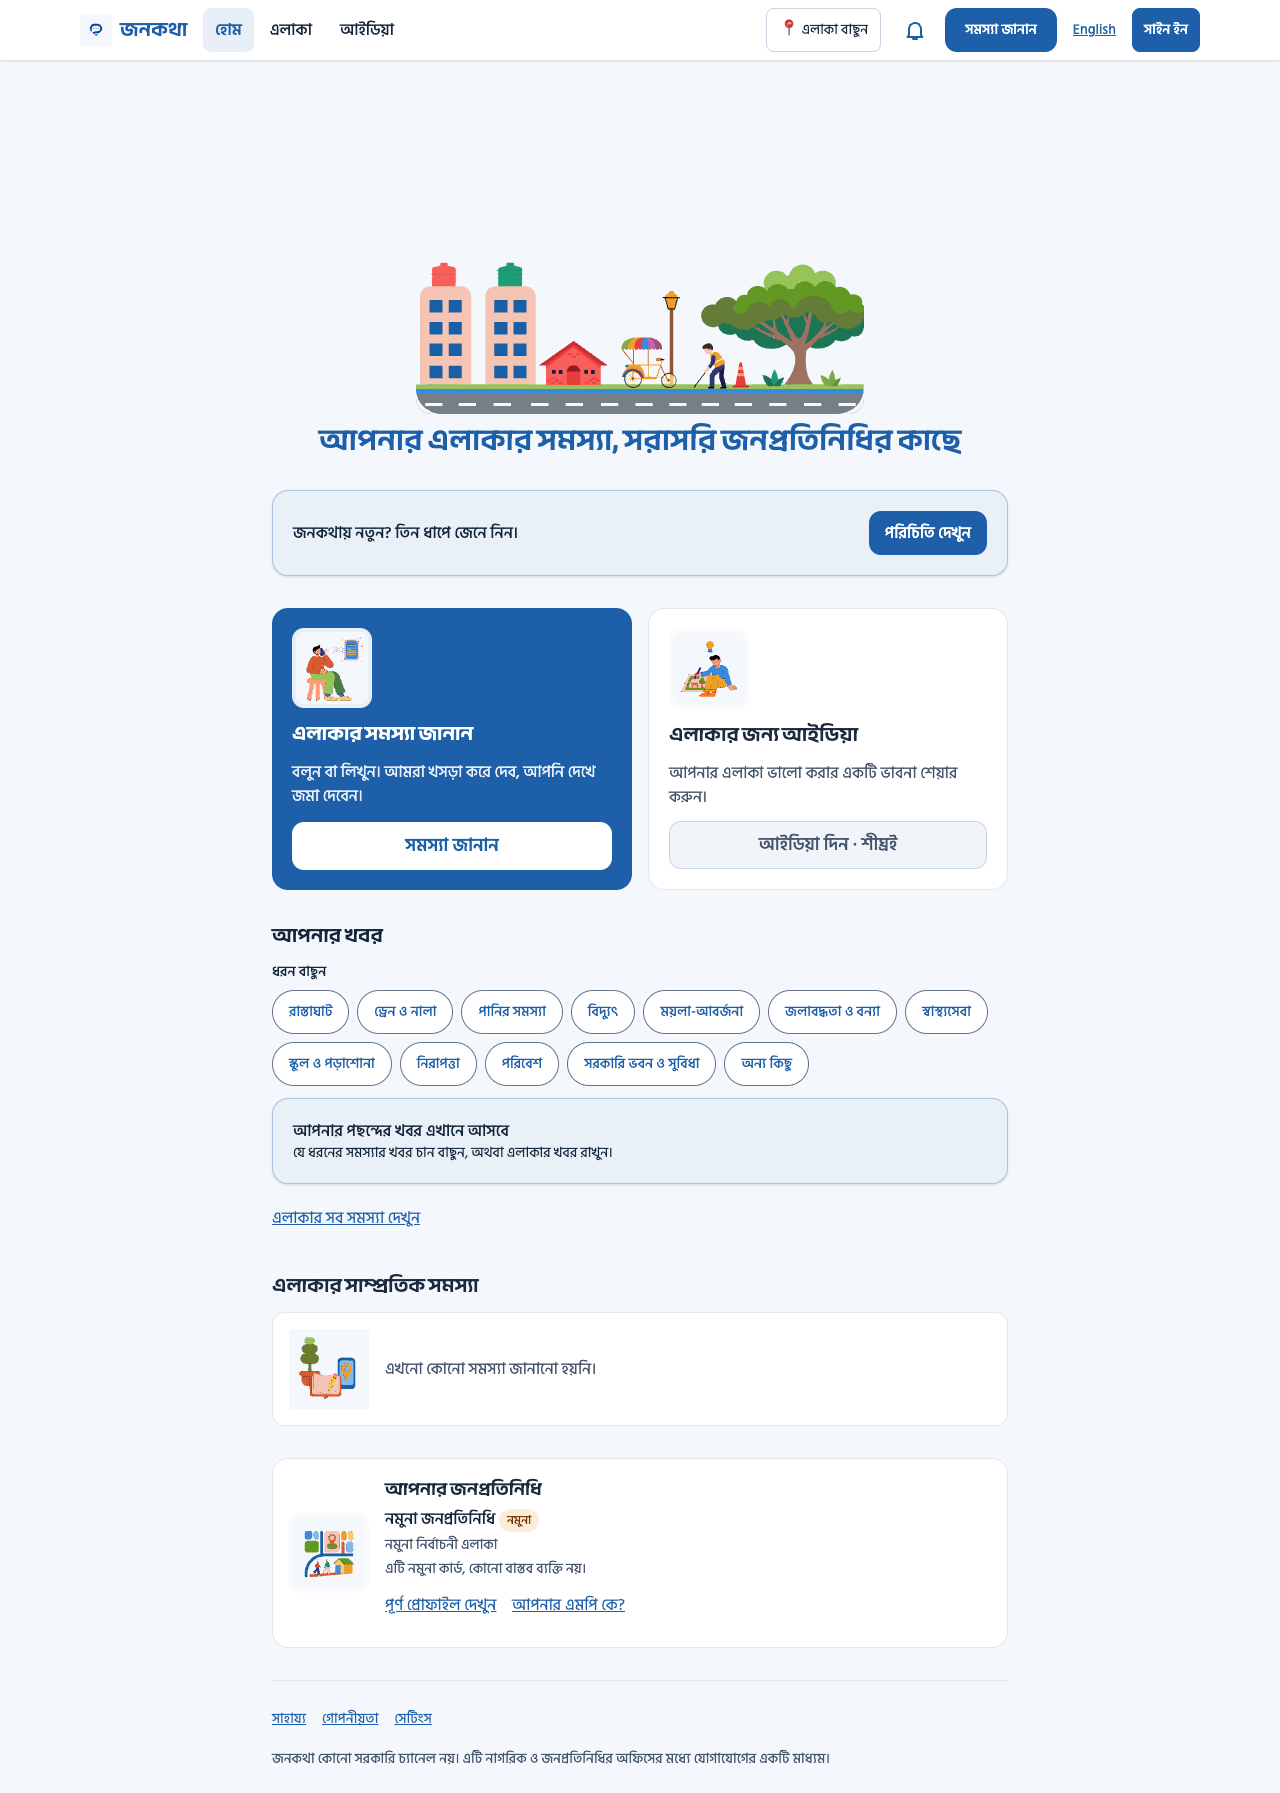 জনকথা
হোম
এলাকা
আইডিয়া
এলাকা বাছুন
সমস্যা জানান
English
সাইন ইন
আপনার এলাকার সমস্যা, সরাসরি জনপ্রতিনিধির কাছে
জনকথায় নতুন? তিন ধাপে জেনে নিন।
পরিচিতি দেখুন
এলাকার সমস্যা জানান
বলুন বা লিখুন। আমরা খসড়া করে দেব, আপনি দেখে
জমা দেবেন।
সমস্যা জানান
এলাকার জন্য আইডিয়া
আপনার এলাকা ভালো করার একটি ভাবনা শেয়ার
করুন।
আইডিয়া দিন · শীঘ্রই
আপনার খবর
ধরন বাছুন
রাস্তাঘাট
ড্রেন ও নালা
পানির সমস্যা
বিদ্যুৎ
ময়লা-আবর্জনা
জলাবদ্ধতা ও বন্যা
স্বাস্থ্যসেবা
স্কুল ও পড়াশোনা
নিরাপত্তা
পরিবেশ
সরকারি ভবন ও সুবিধা
অন্য কিছু
আপনার পছন্দের খবর এখানে আসবে
যে ধরনের সমস্যার খবর চান বাছুন, অথবা এলাকার খবর রাখুন।
এলাকার সব সমস্যা দেখুন
এলাকার সাম্প্রতিক সমস্যা
এখনো কোনো সমস্যা জানানো হয়নি।
আপনার জনপ্রতিনিধি
নমুনা জনপ্রতিনিধি নমুনা
নমুনা নির্বাচনী এলাকা
এটি নমুনা কার্ড, কোনো বাস্তব ব্যক্তি নয়।
পূর্ণ প্রোফাইল দেখুন
আপনার এমপি কে?
সাহায্য
গোপনীয়তা
সেটিংস
জনকথা কোনো সরকারি চ্যানেল নয়। এটি নাগরিক ও জনপ্রতিনিধির অফিসের মধ্যে যোগাযোগের একটি মাধ্যম।